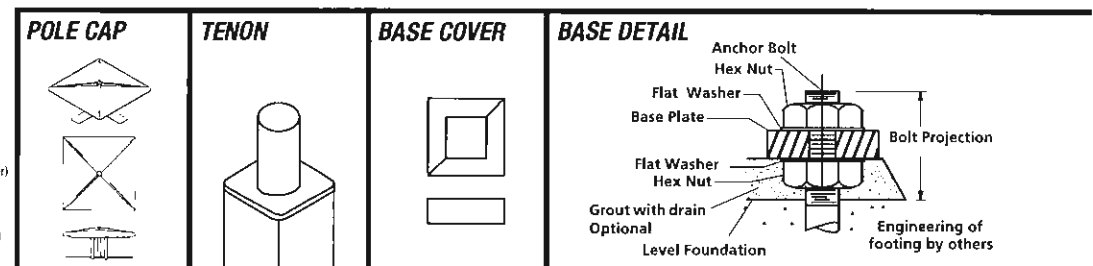 POLE CAP
TENON
BASE COVER
BASE DETAIL
Anchor Bolt
Hex Nut
Flat Washer
Base Plate
Bolt Projection
Flat Washer
Hex Nut
Grout with drain
Optional
Level Foundation
Engineering of
footing by others